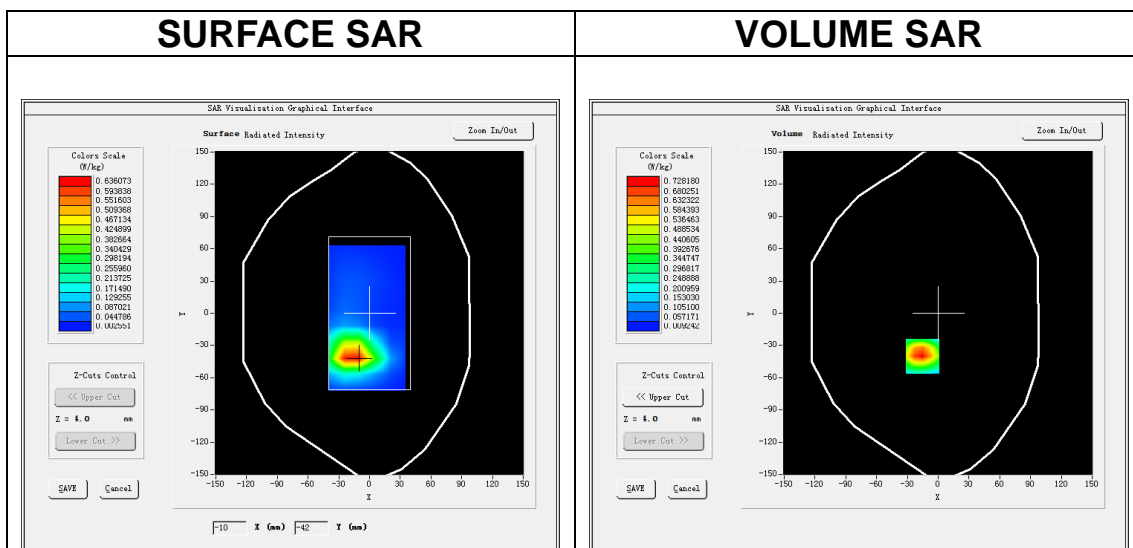 SURFACE SAR
VOLUME SAR
SAR Visualisation Graphical Interface
Surface Radiated Intensity
Zoom In/Out
Colors Scale
(W/kg)
0.636073
0.593838
0.551603
0.509368
0.467134
0.424899
0.382664
0.340429
0.298194
0.255960
0.213725
0.171490
0.129255
0.087021
0.044786
0.002551
Z-Cuts Control
<< Upper Cut
Z = 4.0 mm
Lower Cut >>
SAVE Cancel
150
120
90
60
30
0
-30
-60
-90
-120
-150
Y
-150 -120 -90 -60 -30 0 30 60 90 120 150
X
-10 X (mm) -42 Y (mm)
SAR Visualisation Graphical Interface
Volume Radiated Intensity
Zoom In/Out
Colors Scale
(W/kg)
0.728180
0.680251
0.632322
0.584393
0.536463
0.488534
0.440605
0.392676
0.344747
0.296817
0.248888
0.200959
0.153030
0.105100
0.057171
0.009242
Z-Cuts Control
<< Upper Cut
Z = 4.0 mm
Lower Cut >>
SAVE Cancel
150
120
90
60
30
0
-30
-60
-90
-120
-150
Y
-150 -120 -90 -60 -30 0 30 60 90 120 150
X